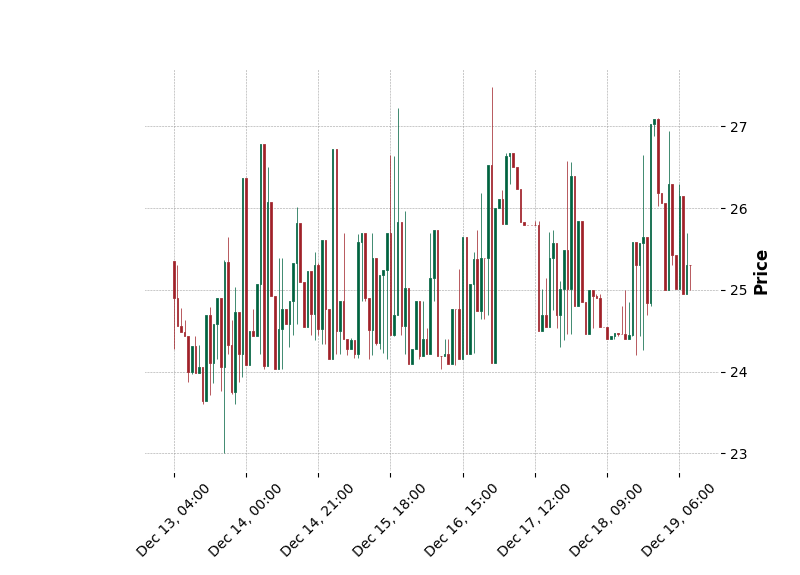 27
26
25
24
23
Price
Dec 13, 04:00
Dec 14, 00:00
Dec 14, 21:00
Dec 15, 18:00
Dec 16, 15:00
Dec 17, 12:00
Dec 18, 09:00
Dec 19, 06:00